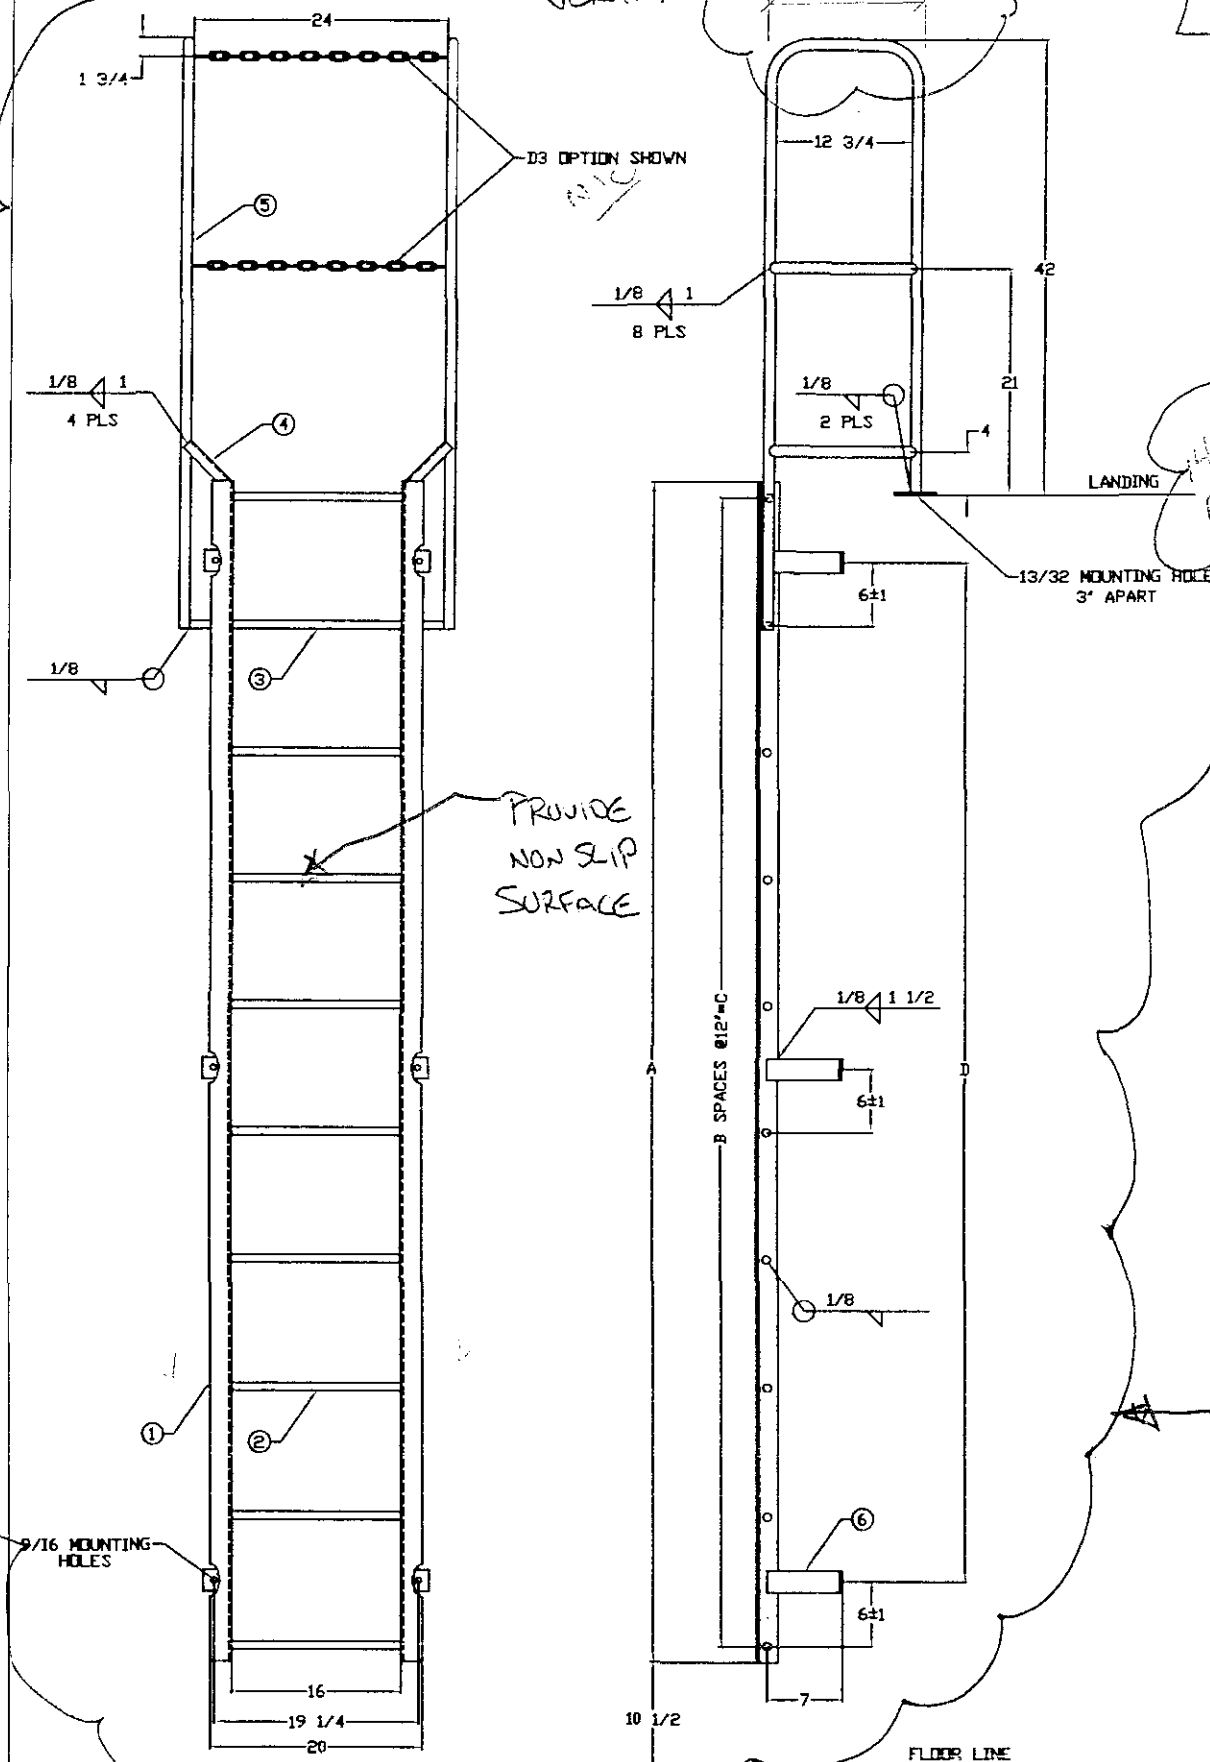 24
1 3/4
12 3/4
D3 OPTION SHOWN
NIC
5
42
1/8 1
8 PLS
21
1/8
2 PLS
1/8 1
4 PLS
4
4
LANDING
13/32 MOUNTING HOLE
3" APART
6±1
1/8
3
PROVIDE
NON SLIP
SURFACE
1/8 1 1/2
A
B SPACES @12"=C
D
6±1
1/8
1
2
9/16 MOUNTING
HOLES
6
6±1
16
7
19 1/4
10 1/2
20
FLOOR LINE